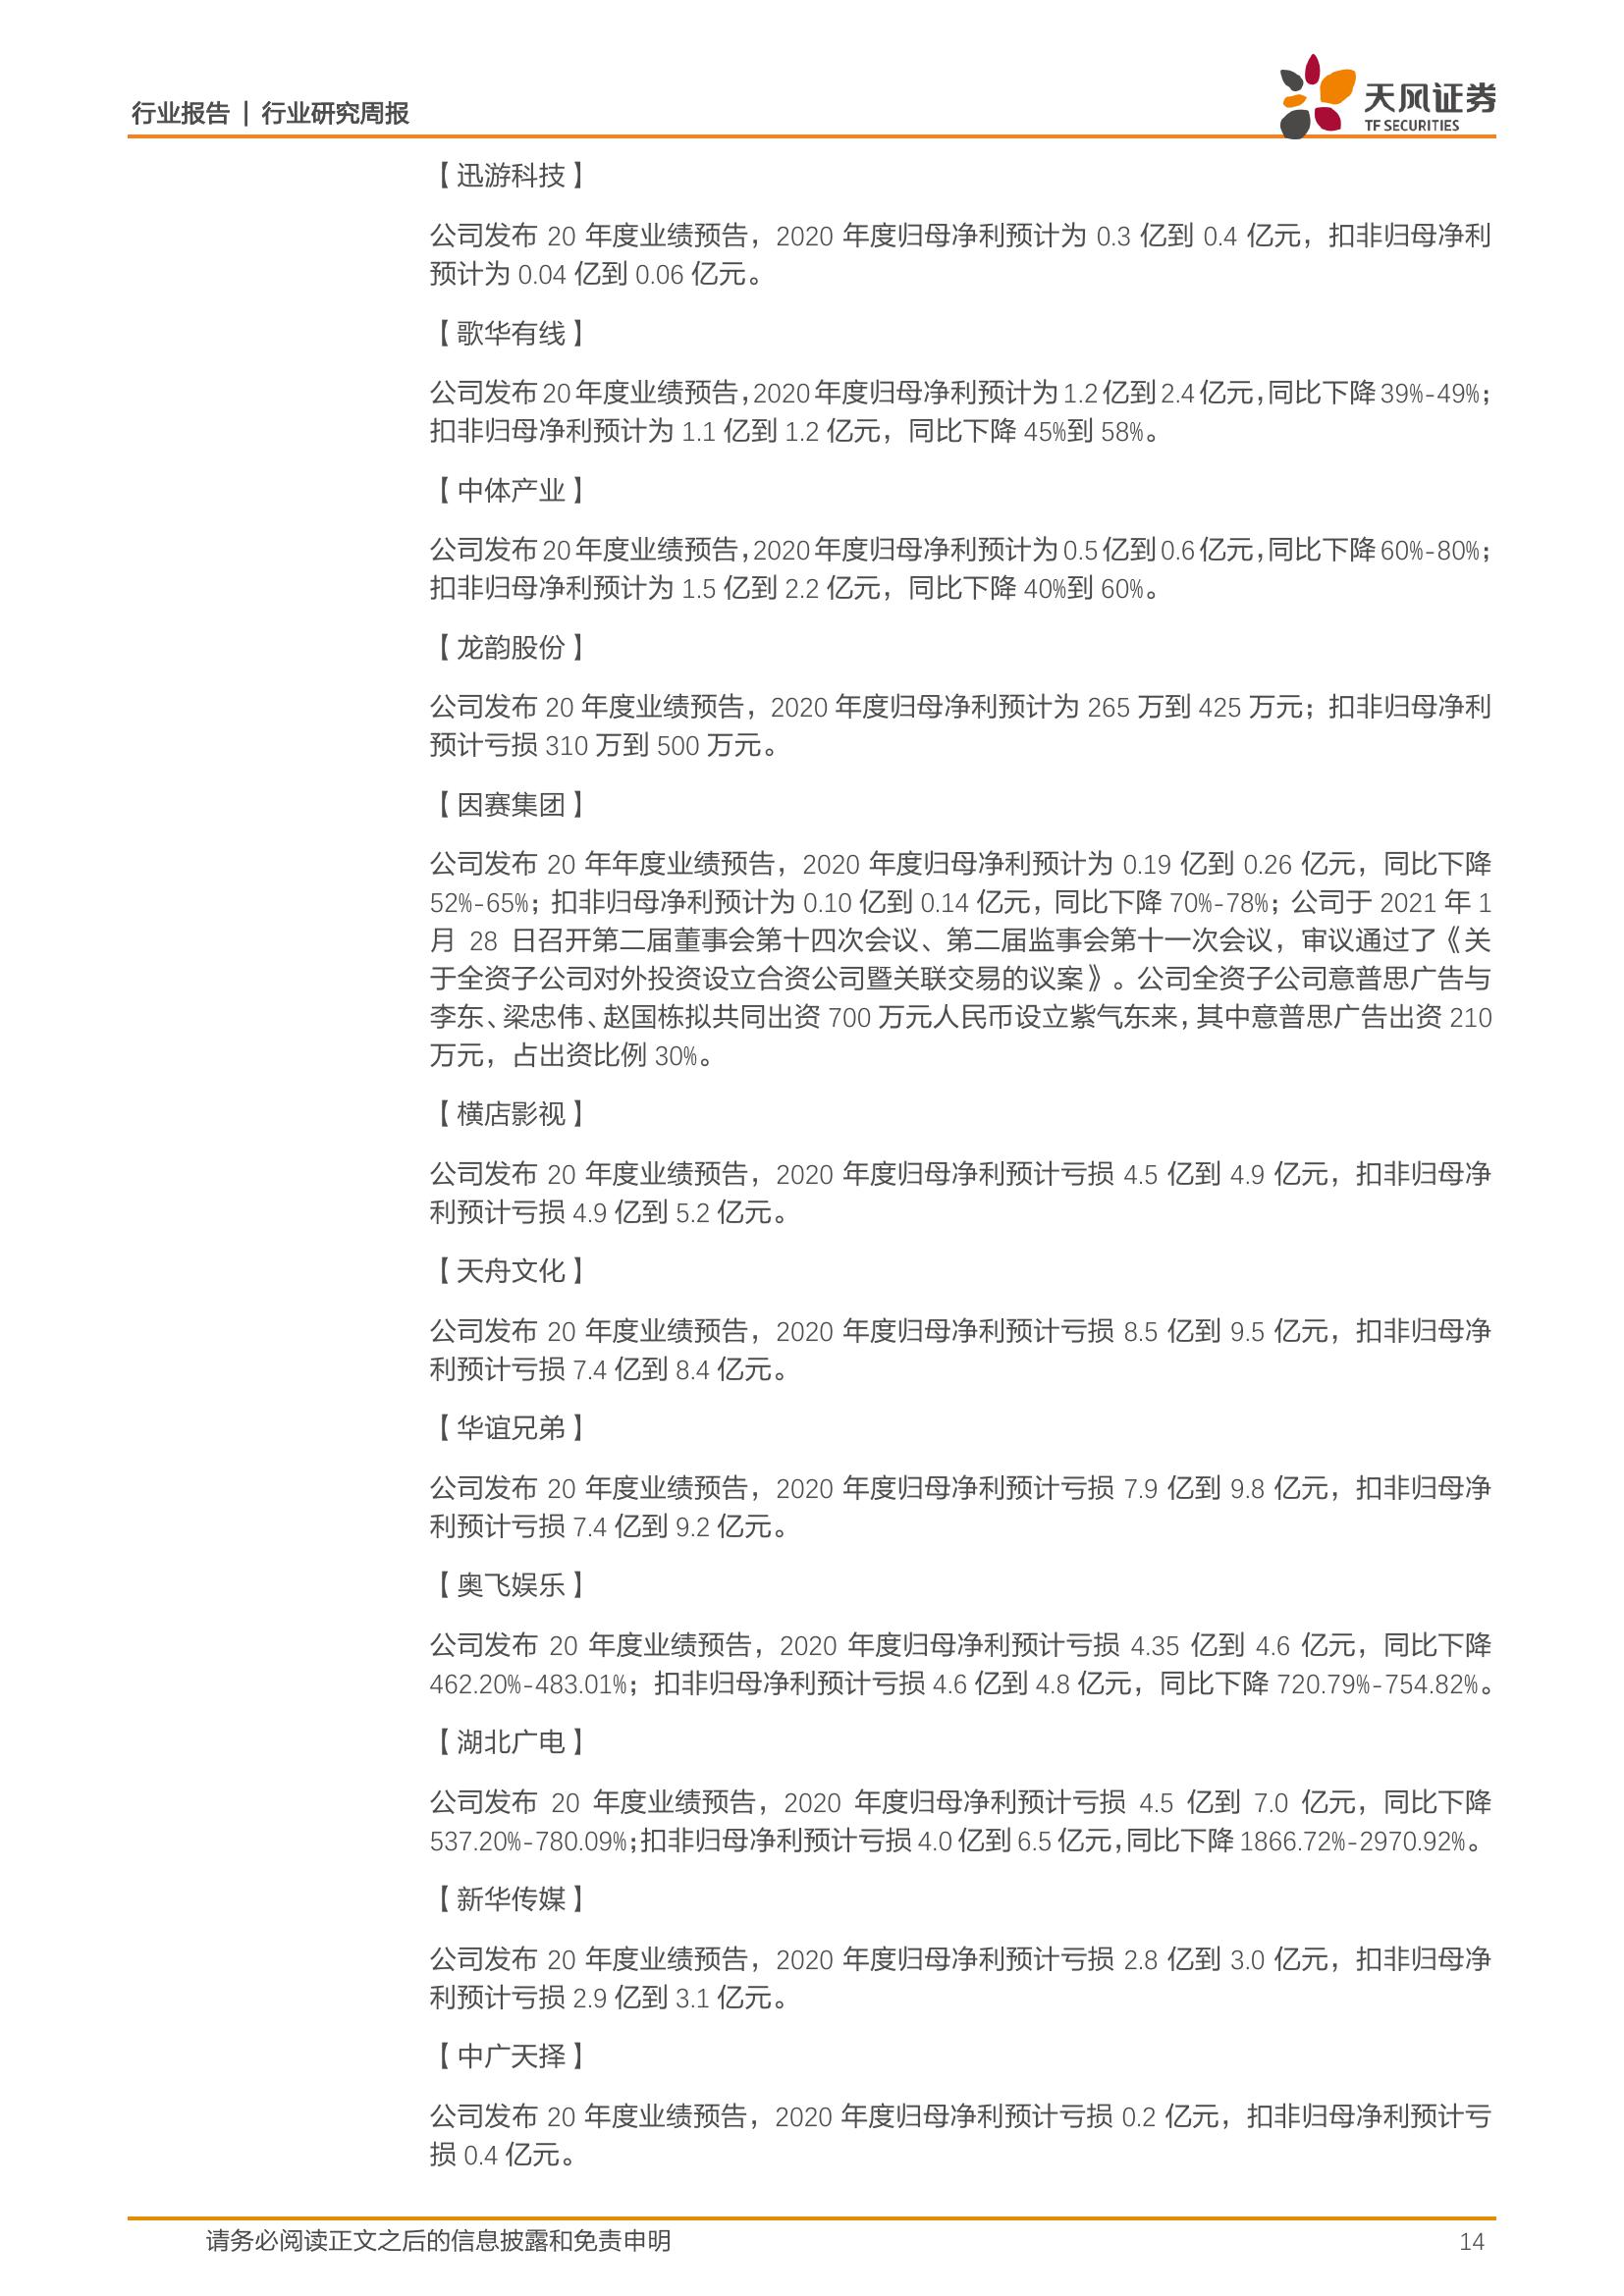 行业报告 | 行业研究周报
天风证券
TF SECURITIES
【迅游科技】
公司发布 20 年度业绩预告，2020 年度归母净利预计为 0.3 亿到 0.4 亿元，扣非归母净利
预计为 0.04 亿到 0.06 亿元。
【歌华有线】
公司发布 20 年度业绩预告，2020 年度归母净利预计为 1.2 亿到 2.4 亿元，同比下降 39%-49%；
扣非归母净利预计为 1.1 亿到 1.2 亿元，同比下降 45%到 58%。
【中体产业】
公司发布 20 年度业绩预告，2020 年度归母净利预计为 0.5 亿到 0.6 亿元，同比下降 60%-80%；
扣非归母净利预计为 1.5 亿到 2.2 亿元，同比下降 40%到 60%。
【龙韵股份】
公司发布 20 年度业绩预告，2020 年度归母净利预计为 265 万到 425 万元；扣非归母净利
预计亏损 310 万到 500 万元。
【因赛集团】
公司发布 20 年年度业绩预告，2020 年度归母净利预计为 0.19 亿到 0.26 亿元，同比下降
52%-65%；扣非归母净利预计为 0.10 亿到 0.14 亿元，同比下降 70%-78%；公司于 2021 年 1
月 28 日召开第二届董事会第十四次会议、第二届监事会第十一次会议，审议通过了《关
于全资子公司对外投资设立合资公司暨关联交易的议案》。公司全资子公司意普思广告与
李东、梁忠伟、赵国栋拟共同出资 700 万元人民币设立紫气东来，其中意普思广告出资 210
万元，占出资比例 30%。
【横店影视】
公司发布 20 年度业绩预告，2020 年度归母净利预计亏损 4.5 亿到 4.9 亿元，扣非归母净
利预计亏损 4.9 亿到 5.2 亿元。
【天舟文化】
公司发布 20 年度业绩预告，2020 年度归母净利预计亏损 8.5 亿到 9.5 亿元，扣非归母净
利预计亏损 7.4 亿到 8.4 亿元。
【华谊兄弟】
公司发布 20 年度业绩预告，2020 年度归母净利预计亏损 7.9 亿到 9.8 亿元，扣非归母净
利预计亏损 7.4 亿到 9.2 亿元。
【奥飞娱乐】
公司发布 20 年度业绩预告，2020 年度归母净利预计亏损 4.35 亿到 4.6 亿元，同比下降
462.20%-483.01%；扣非归母净利预计亏损 4.6 亿到 4.8 亿元，同比下降 720.79%-754.82%。
【湖北广电】
公司发布 20 年度业绩预告，2020 年度归母净利预计亏损 4.5 亿到 7.0 亿元，同比下降
537.20%-780.09%；扣非归母净利预计亏损 4.0 亿到 6.5 亿元，同比下降 1866.72%-2970.92%。
【新华传媒】
公司发布 20 年度业绩预告，2020 年度归母净利预计亏损 2.8 亿到 3.0 亿元，扣非归母净
利预计亏损 2.9 亿到 3.1 亿元。
【中广天择】
公司发布 20 年度业绩预告，2020 年度归母净利预计亏损 0.2 亿元，扣非归母净利预计亏
损 0.4 亿元。
请务必阅读正文之后的信息披露和免责申明
14